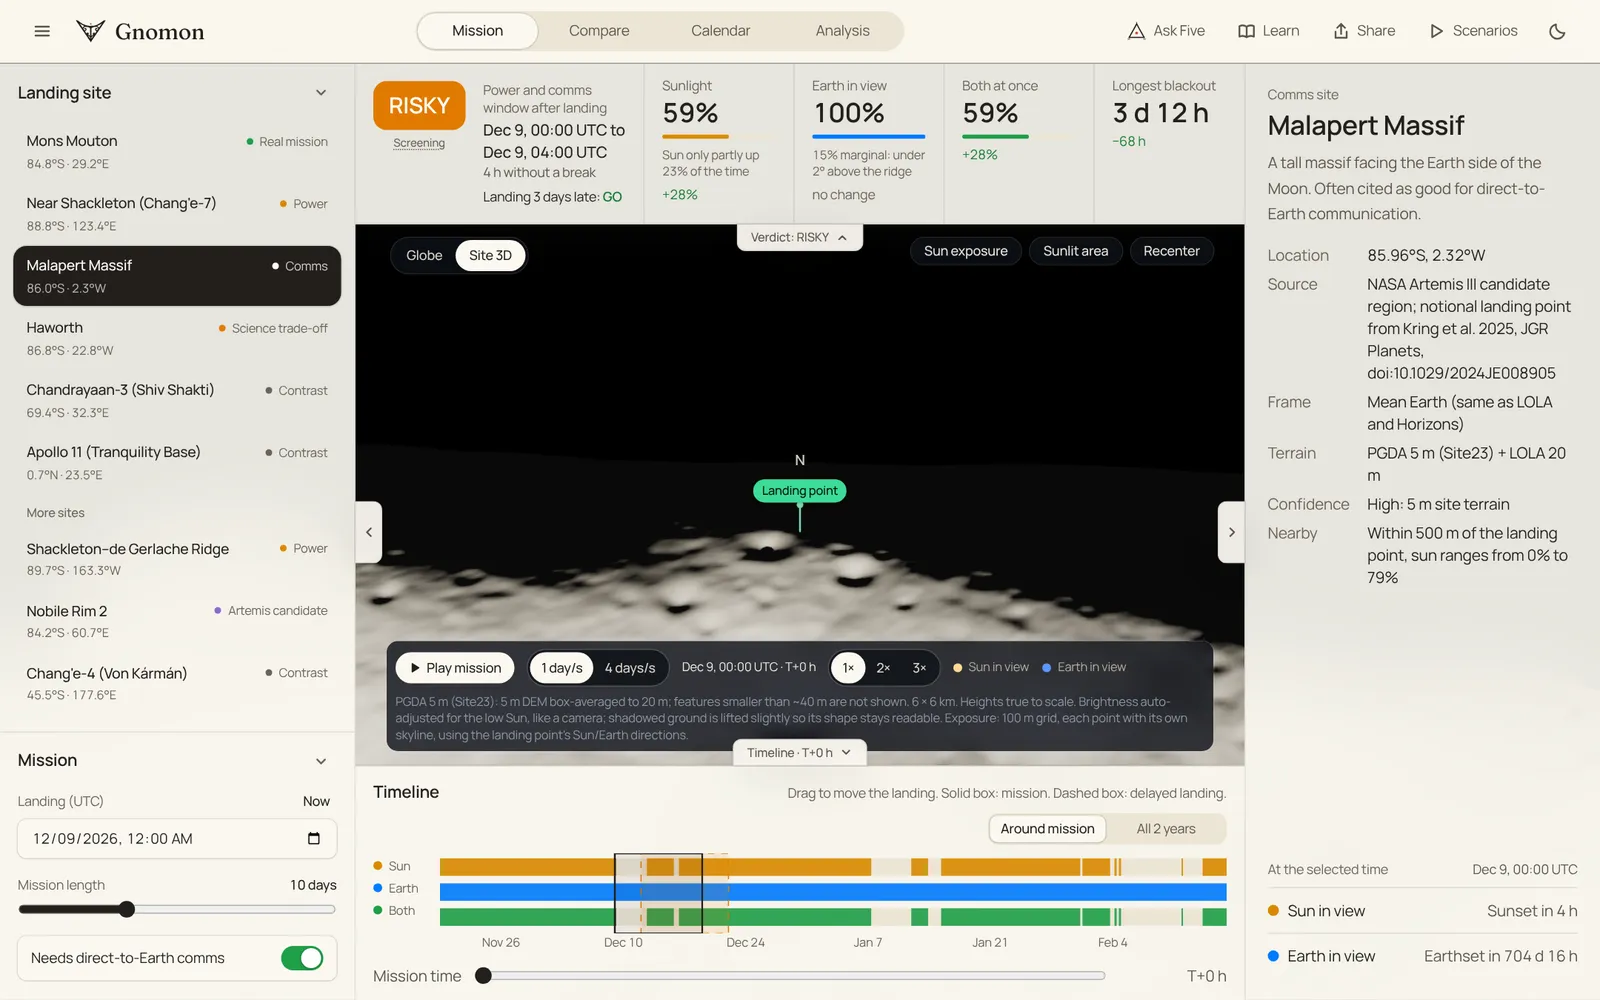 Gnomon
Mission
Compare
Calendar
Analysis
Ask Five
Learn
Share
Scenarios
Landing site
Mons Mouton
Real mission
84.8°S · 29.2°E
Near Shackleton (Chang'e-7)
Power
88.8°S · 123.4°E
Malapert Massif
Comms
86.0°S · 2.3°W
Haworth
Science trade-off
86.8°S · 22.8°W
Chandrayaan-3 (Shiv Shakti)
Contrast
69.4°S · 32.3°E
Apollo 11 (Tranquility Base)
Contrast
0.7°N · 23.5°E
More sites
Shackleton–de Gerlache Ridge
Power
89.7°S · 163.3°W
Nobile Rim 2
Artemis candidate
84.2°S · 60.7°E
Chang'e-4 (Von Kármán)
Contrast
45.5°S · 177.6°E
Mission
Landing (UTC)
Now
12/09/2026, 12:00 AM
Mission length
10 days
Needs direct-to-Earth comms
RISKY
Screening
Power and comms
window after landing
Dec 9, 00:00 UTC to
Dec 9, 04:00 UTC
4 h without a break
Landing 3 days late: GO
Sunlight
59%
Sun only partly up
23% of the time
+28%
Earth in view
100%
15% marginal: under
2° above the ridge
no change
Both at once
59%
+28%
Longest blackout
3 d 12 h
−68 h
Verdict: RISKY
Globe
Site 3D
Sun exposure
Sunlit area
Recenter
N
Landing point
Play mission
1 day/s
4 days/s
Dec 9, 00:00 UTC · T+0 h
1×
2×
3×
Sun in view
Earth in view
PGDA 5 m (Site23): 5 m DEM box-averaged to 20 m; features smaller than ~40 m are not shown. 6 × 6 km. Heights true to scale. Brightness auto-
adjusted for the low Sun, like a camera; shadowed ground is lifted slightly so its shape stays readable. Exposure: 100 m grid, each point with its own
skyline, using the landing point's Sun/Earth directions.
Timeline · T+0 h
Timeline
Drag to move the landing. Solid box: mission. Dashed box: delayed landing.
Around mission
All 2 years
Sun
Earth
Both
Nov 26
Dec 10
Dec 24
Jan 7
Jan 21
Feb 4
Mission time
T+0 h
Comms site
Malapert Massif
A tall massif facing the Earth side of the
Moon. Often cited as good for direct-to-
Earth communication.
Location
85.96°S, 2.32°W
Source
NASA Artemis III candidate
region; notional landing point
from Kring et al. 2025, JGR
Planets,
doi:10.1029/2024JE008905
Frame
Mean Earth (same as LOLA
and Horizons)
Terrain
PGDA 5 m (Site23) + LOLA 20
m
Confidence
High: 5 m site terrain
Nearby
Within 500 m of the landing
point, sun ranges from 0% to
79%
At the selected time
Dec 9, 00:00 UTC
Sun in view
Sunset in 4 h
Earth in view
Earthset in 704 d 16 h